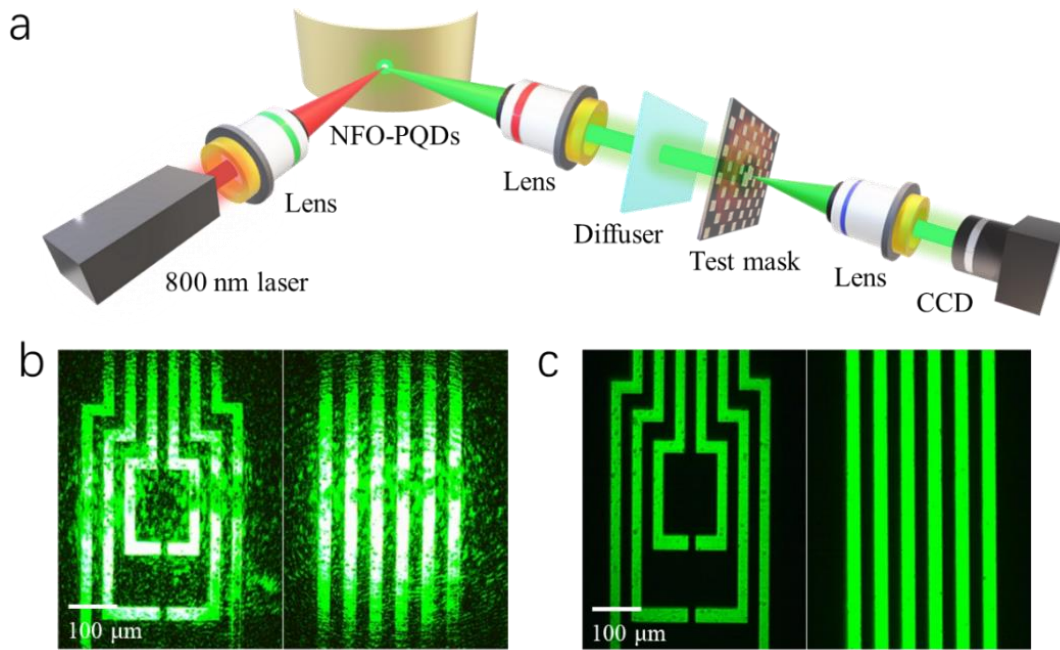 a
NFO-PQDs
Lens
Lens
800 nm laser
Diffuser
Test mask
Lens
CCD
b
100 μm
c
100 μm